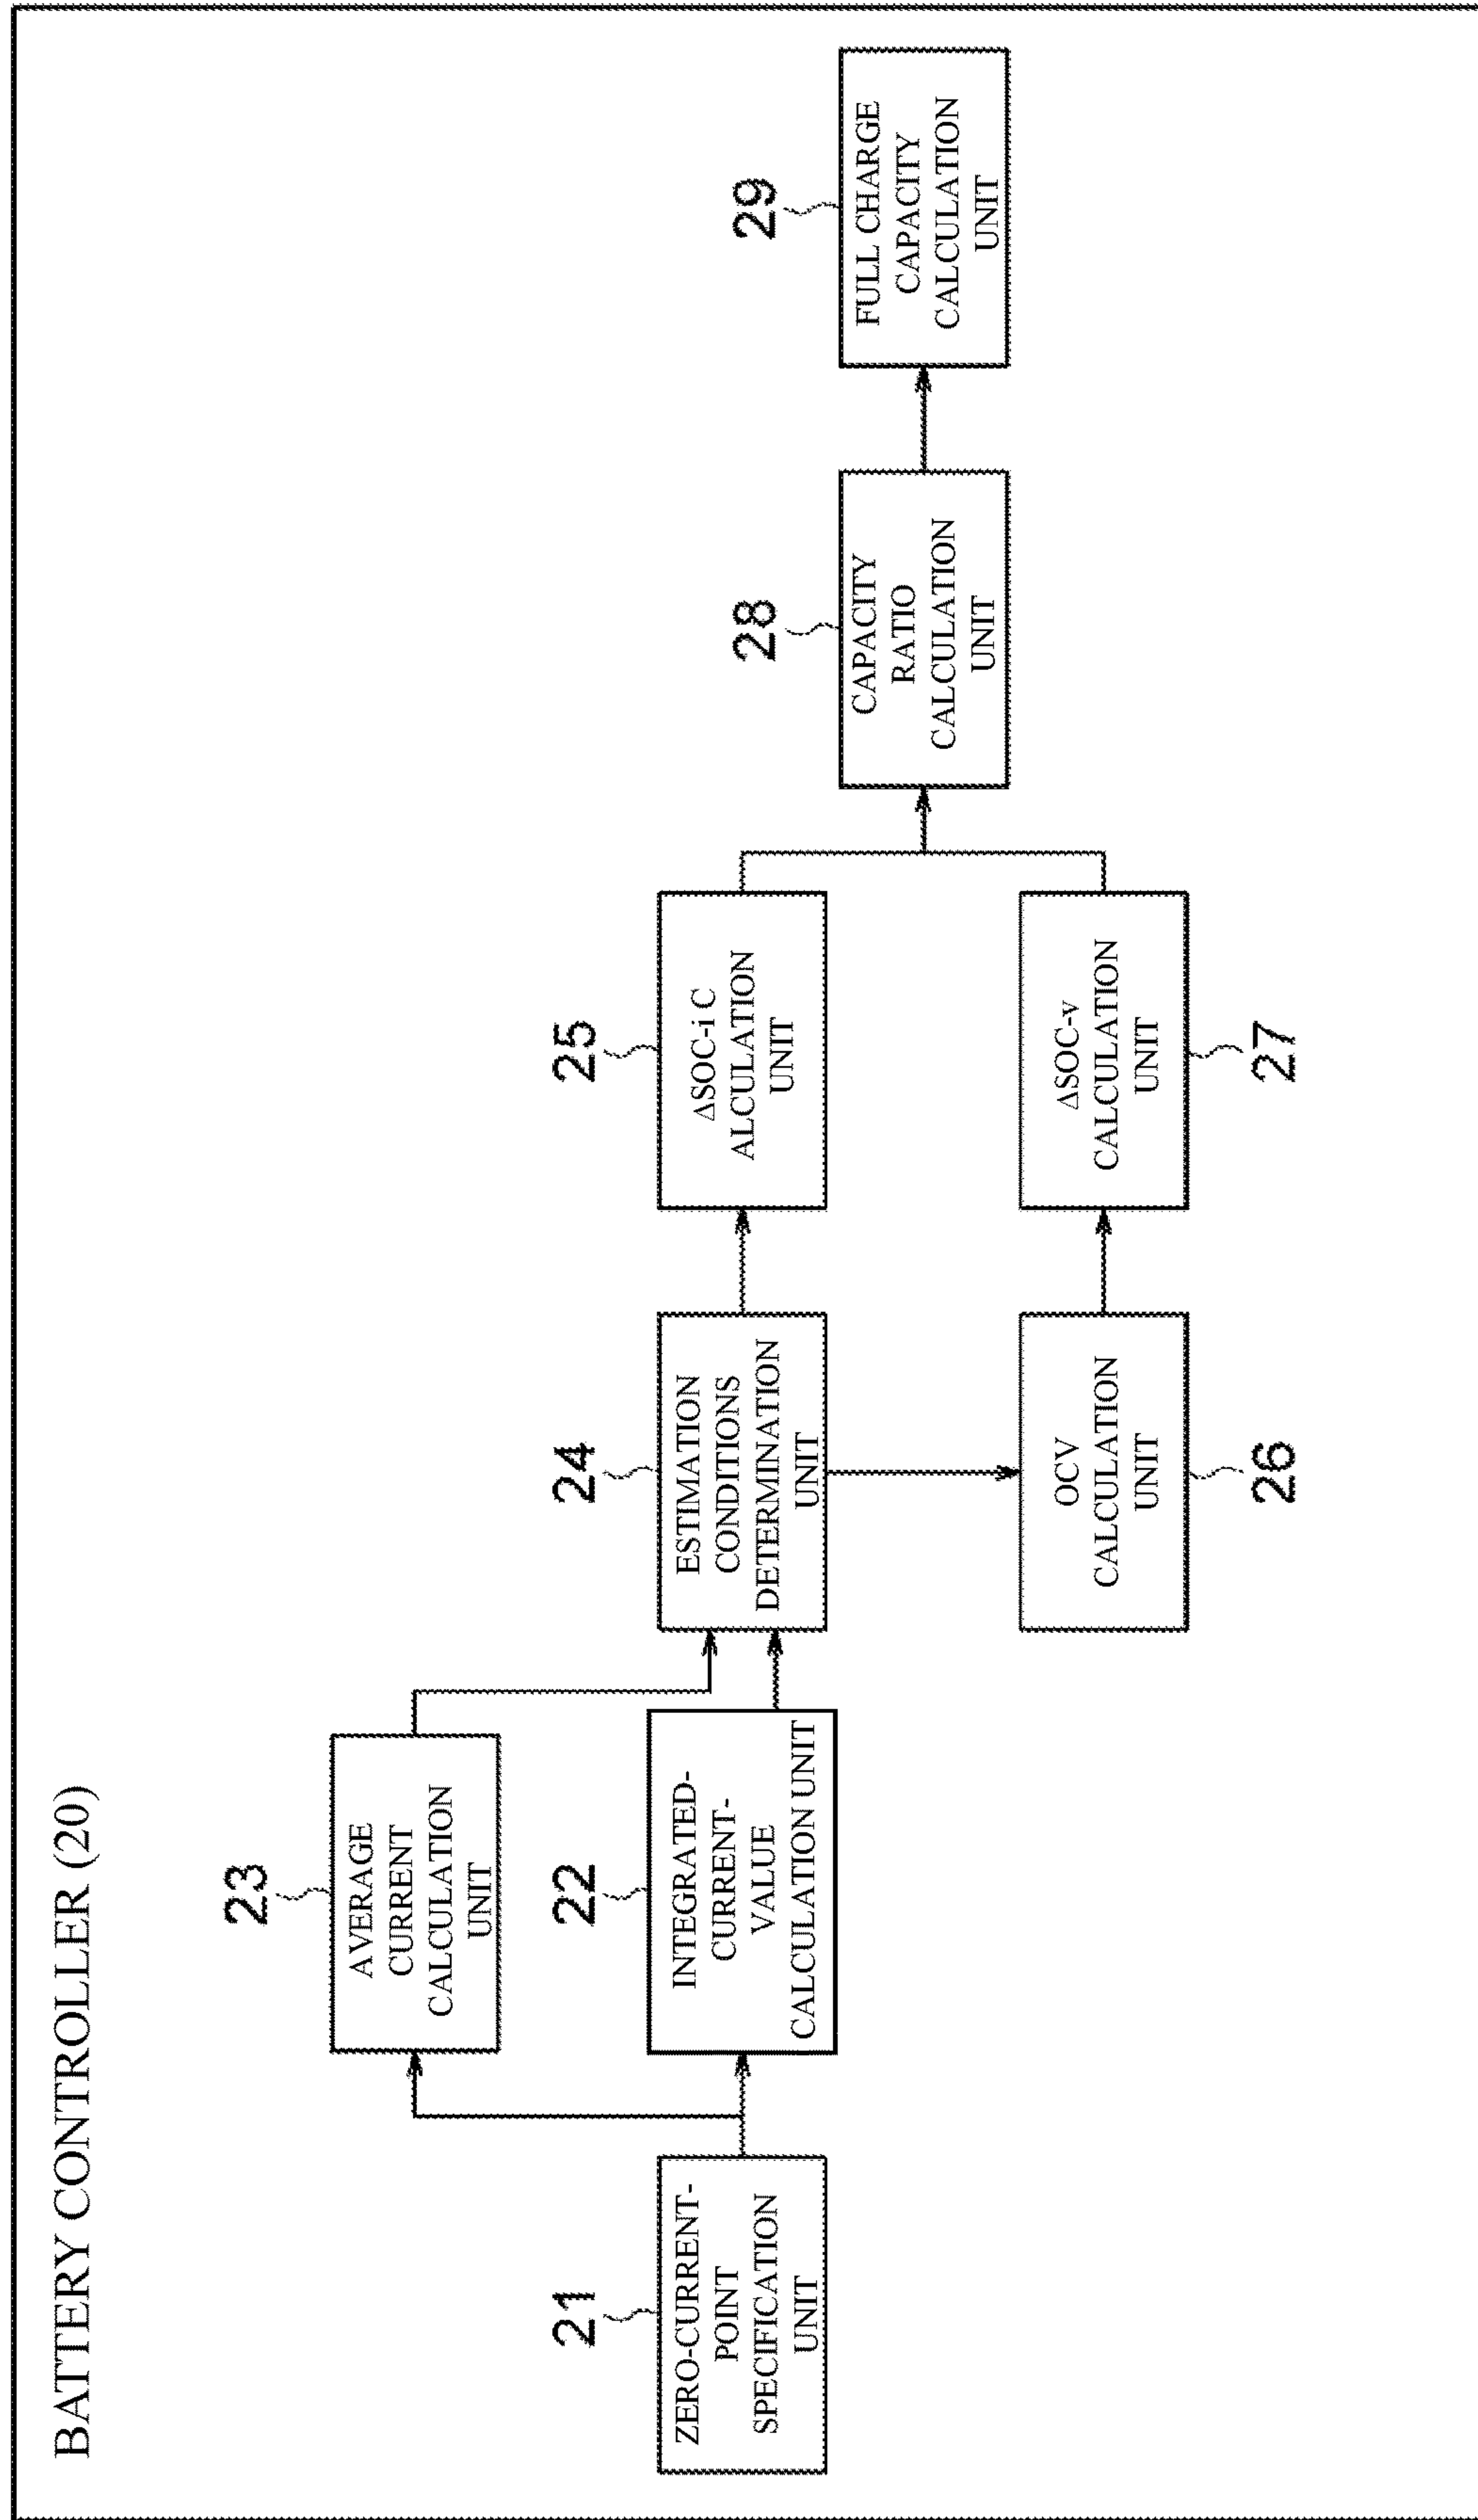 BATTERY CONTROLLER (20)
21
ZERO-CURRENT-
POINT
SPECIFICATION
UNIT
23
AVERAGE
CURRENT
CALCULATION
UNIT
22
INTEGRATED-
CURRENT-
VALUE
CALCULATION UNIT
24
ESTIMATION
CONDITIONS
DETERMINATION
UNIT
25
ΔSOC-i C
ALCULATION
UNIT
OCV
CALCULATION
UNIT
26
ΔSOC-v
CALCULATION
UNIT
27
28
CAPACITY
RATIO
CALCULATION
UNIT
29
FULL CHARGE
CAPACITY
CALCULATION
UNIT